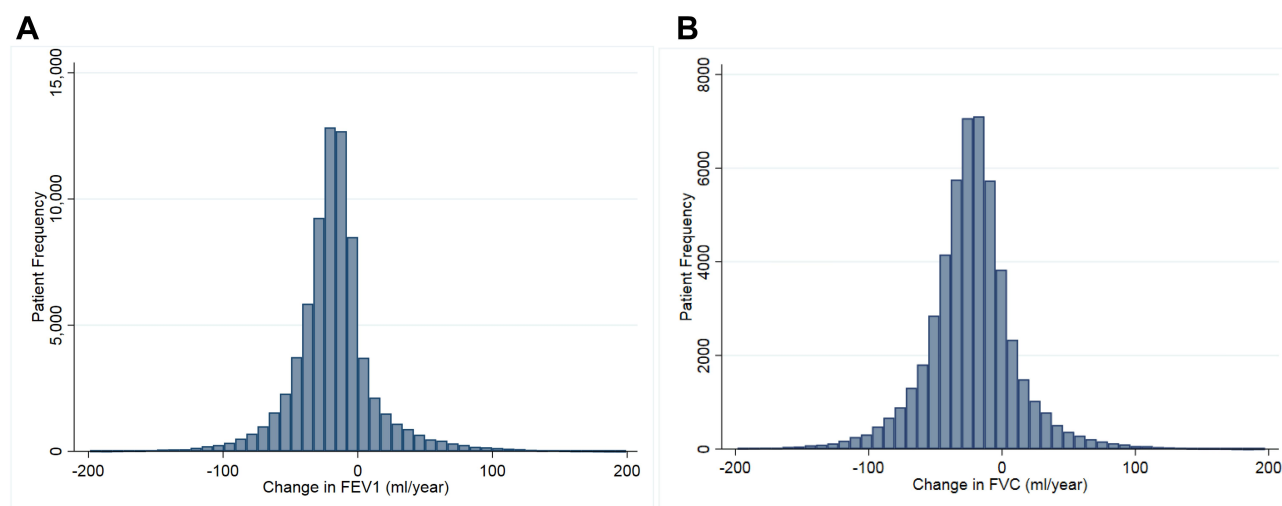 A
15,000
10,000
5,000
0
Patient Frequency
-200 -100 0 100 200
Change in FEV1 (ml/year)
B
8000
6000
4000
2000
0
Patient Frequency
-200 -100 0 100 200
Change in FVC (ml/year)